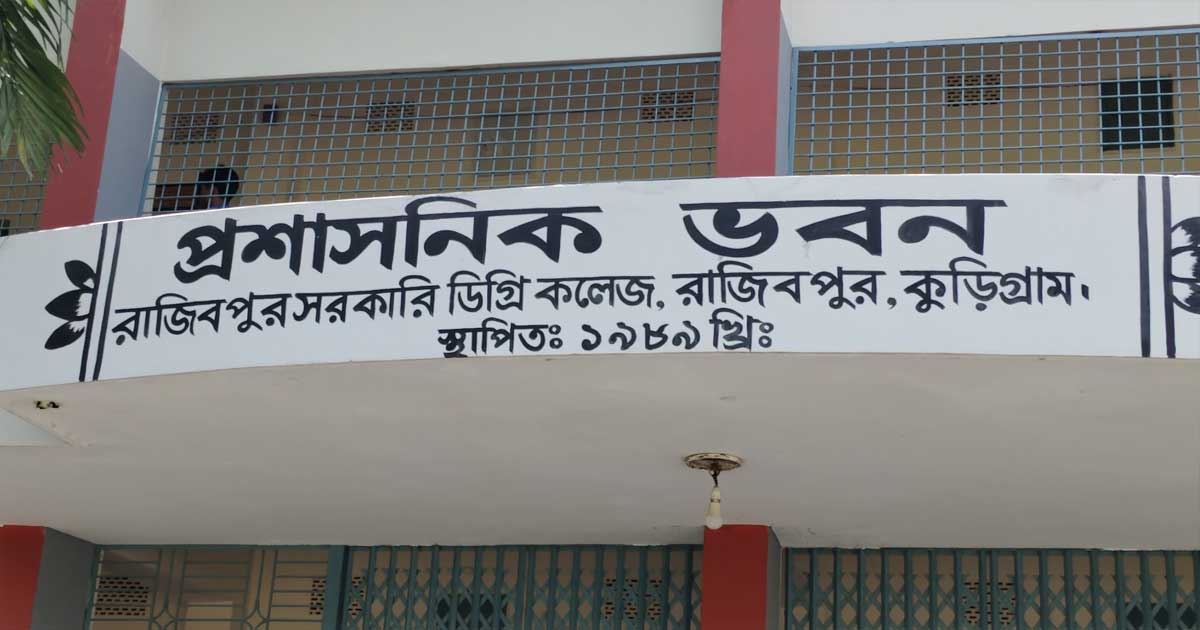 প্রশাসনিক ভবন
রাজিবপুর সরকারি ডিগ্রি কলেজ, রাজিবপুর, কুড়িগ্রাম।
স্থাপিতঃ ১৯৮৯ খ্রিঃ